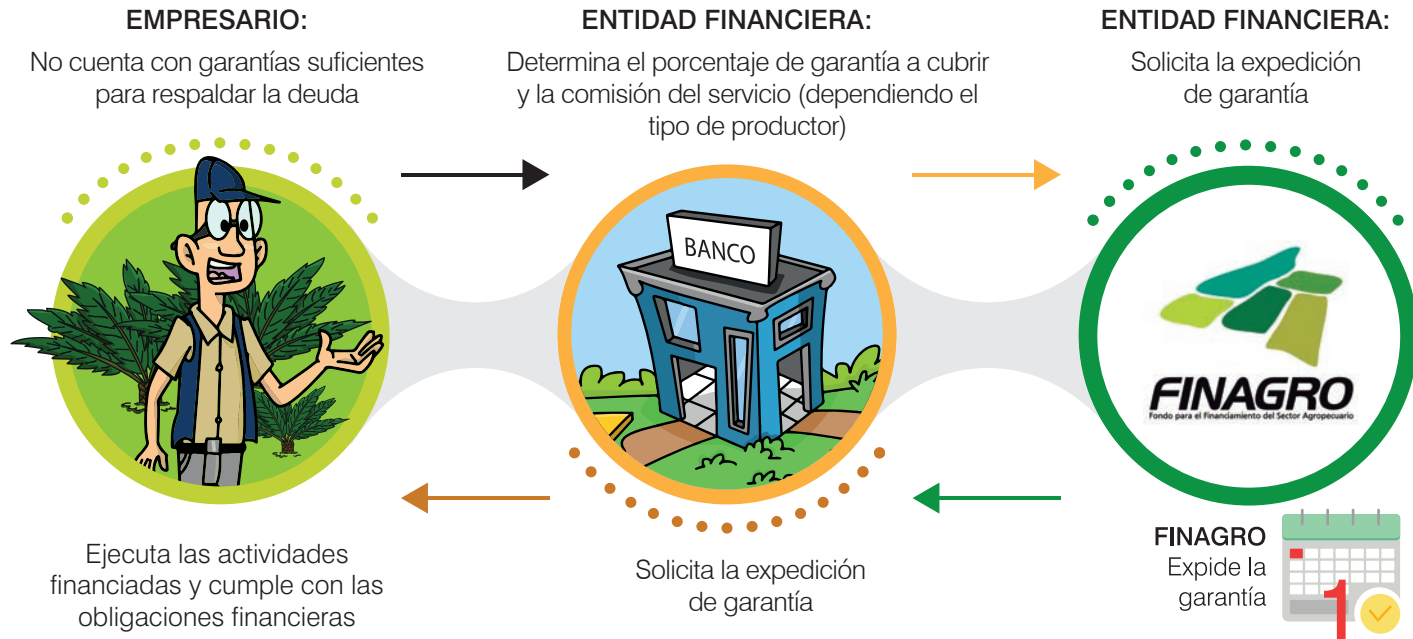 EMPRESARIO:
No cuenta con garantías suficientes
para respaldar la deuda
ENTIDAD FINANCIERA:
Determina el porcentaje de garantía a cubrir
y la comisión del servicio (dependiendo el
tipo de productor)
ENTIDAD FINANCIERA:
Solicita la expedición
de garantía
BANCO
FINAGRO
Fondo para el Financiamiento del Sector Agropecuario
Ejecuta las actividades
financiadas y cumple con las
obligaciones financieras
Solicita la expedición
de garantía
FINAGRO
Expide la
garantía
1